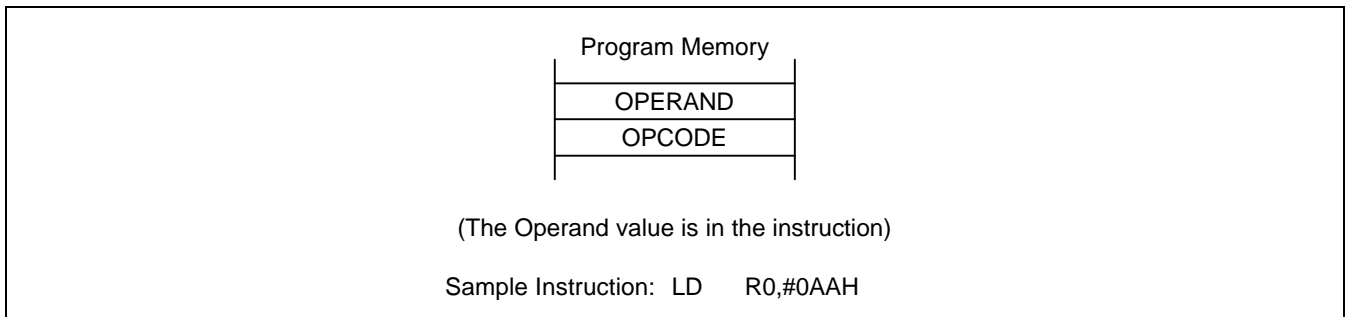 Program Memory
OPERAND
OPCODE
(The Operand value is in the instruction)
Sample Instruction: LD R0,#0AAH